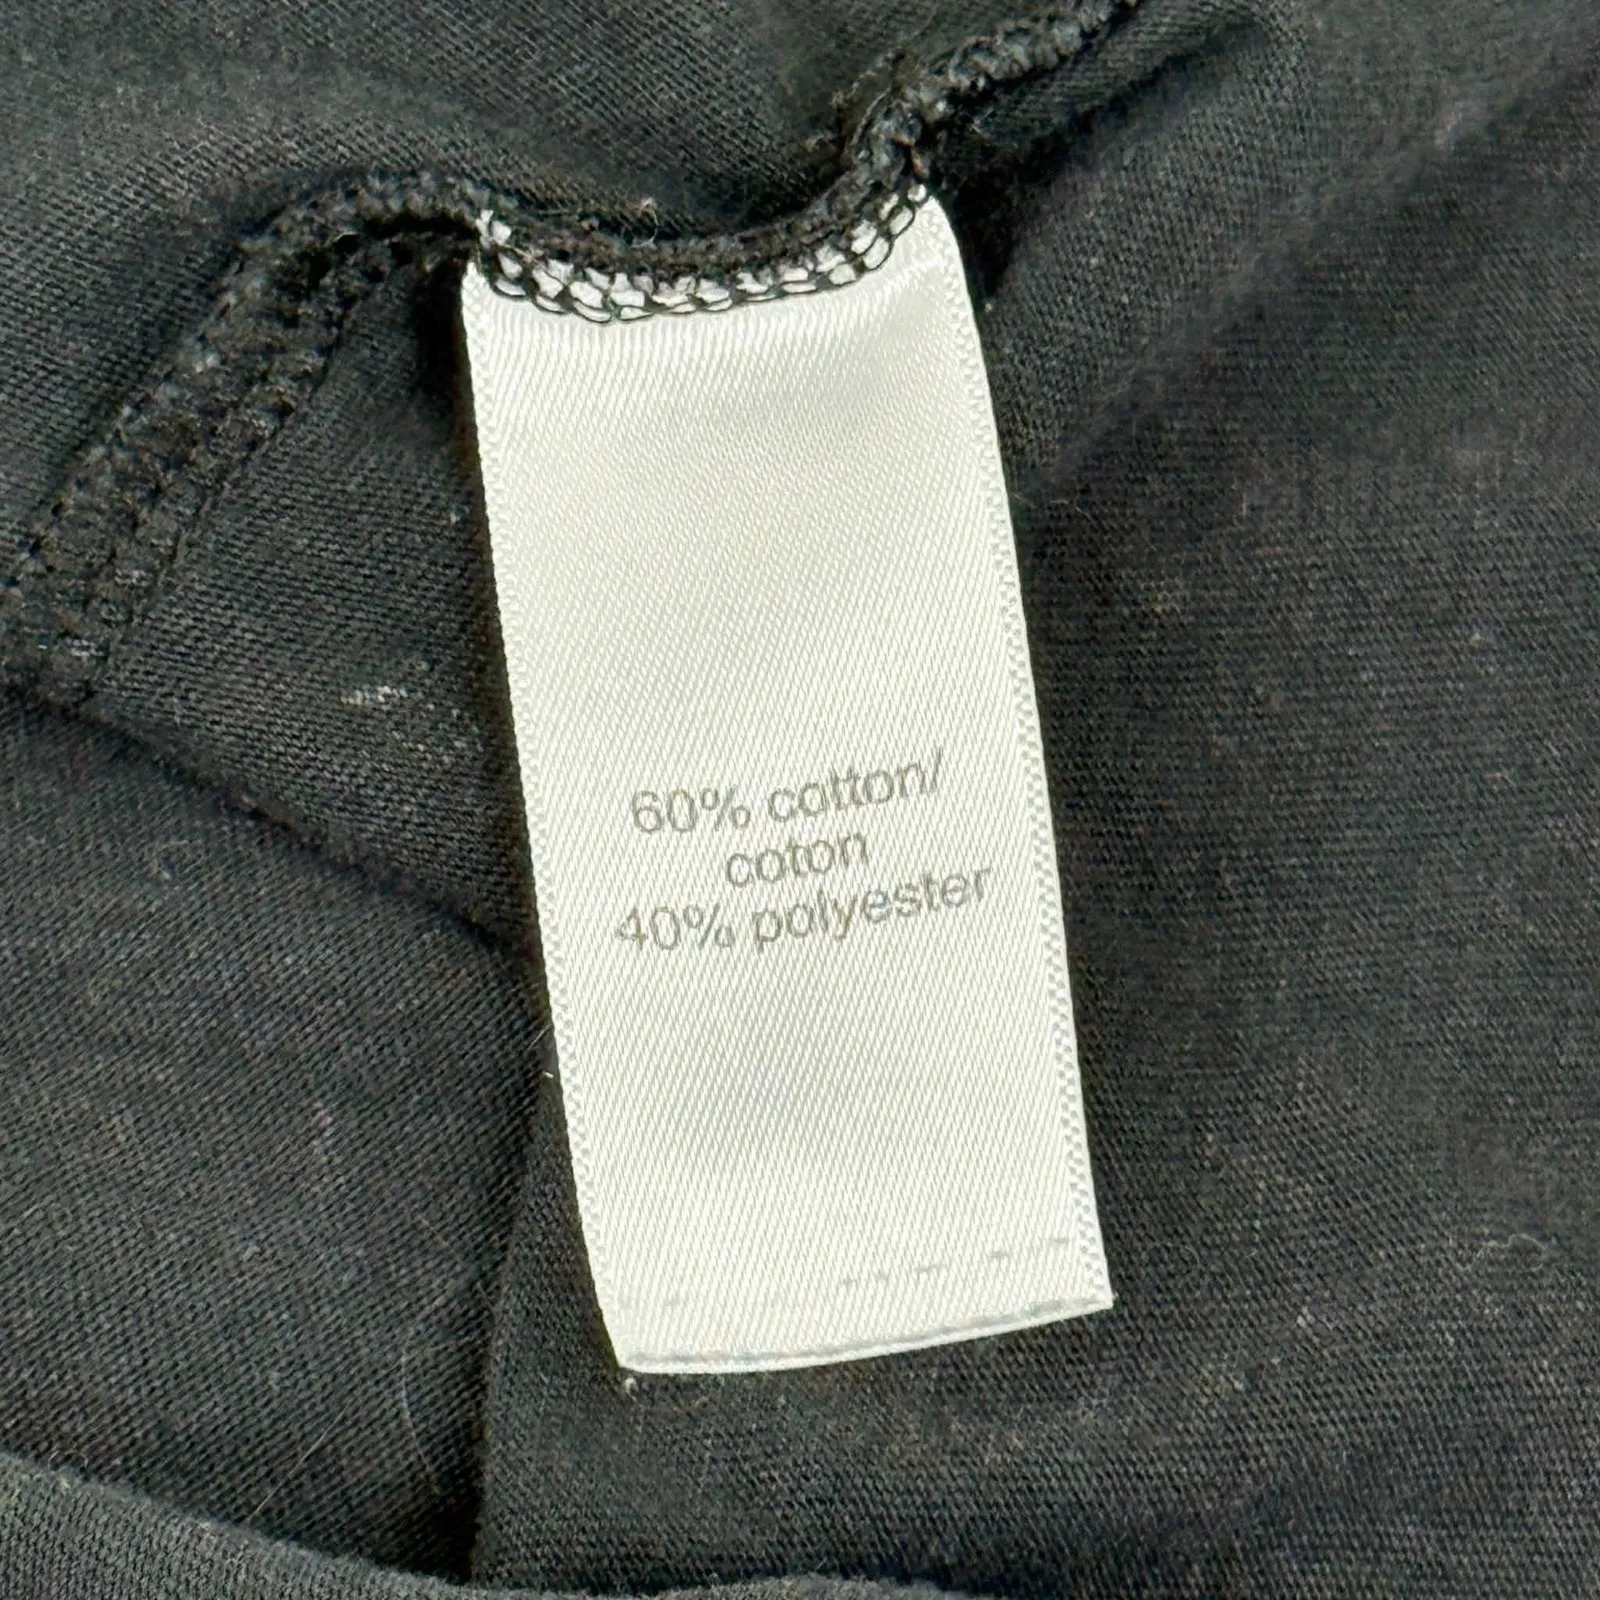 60% cotton/
coton
40% polyester